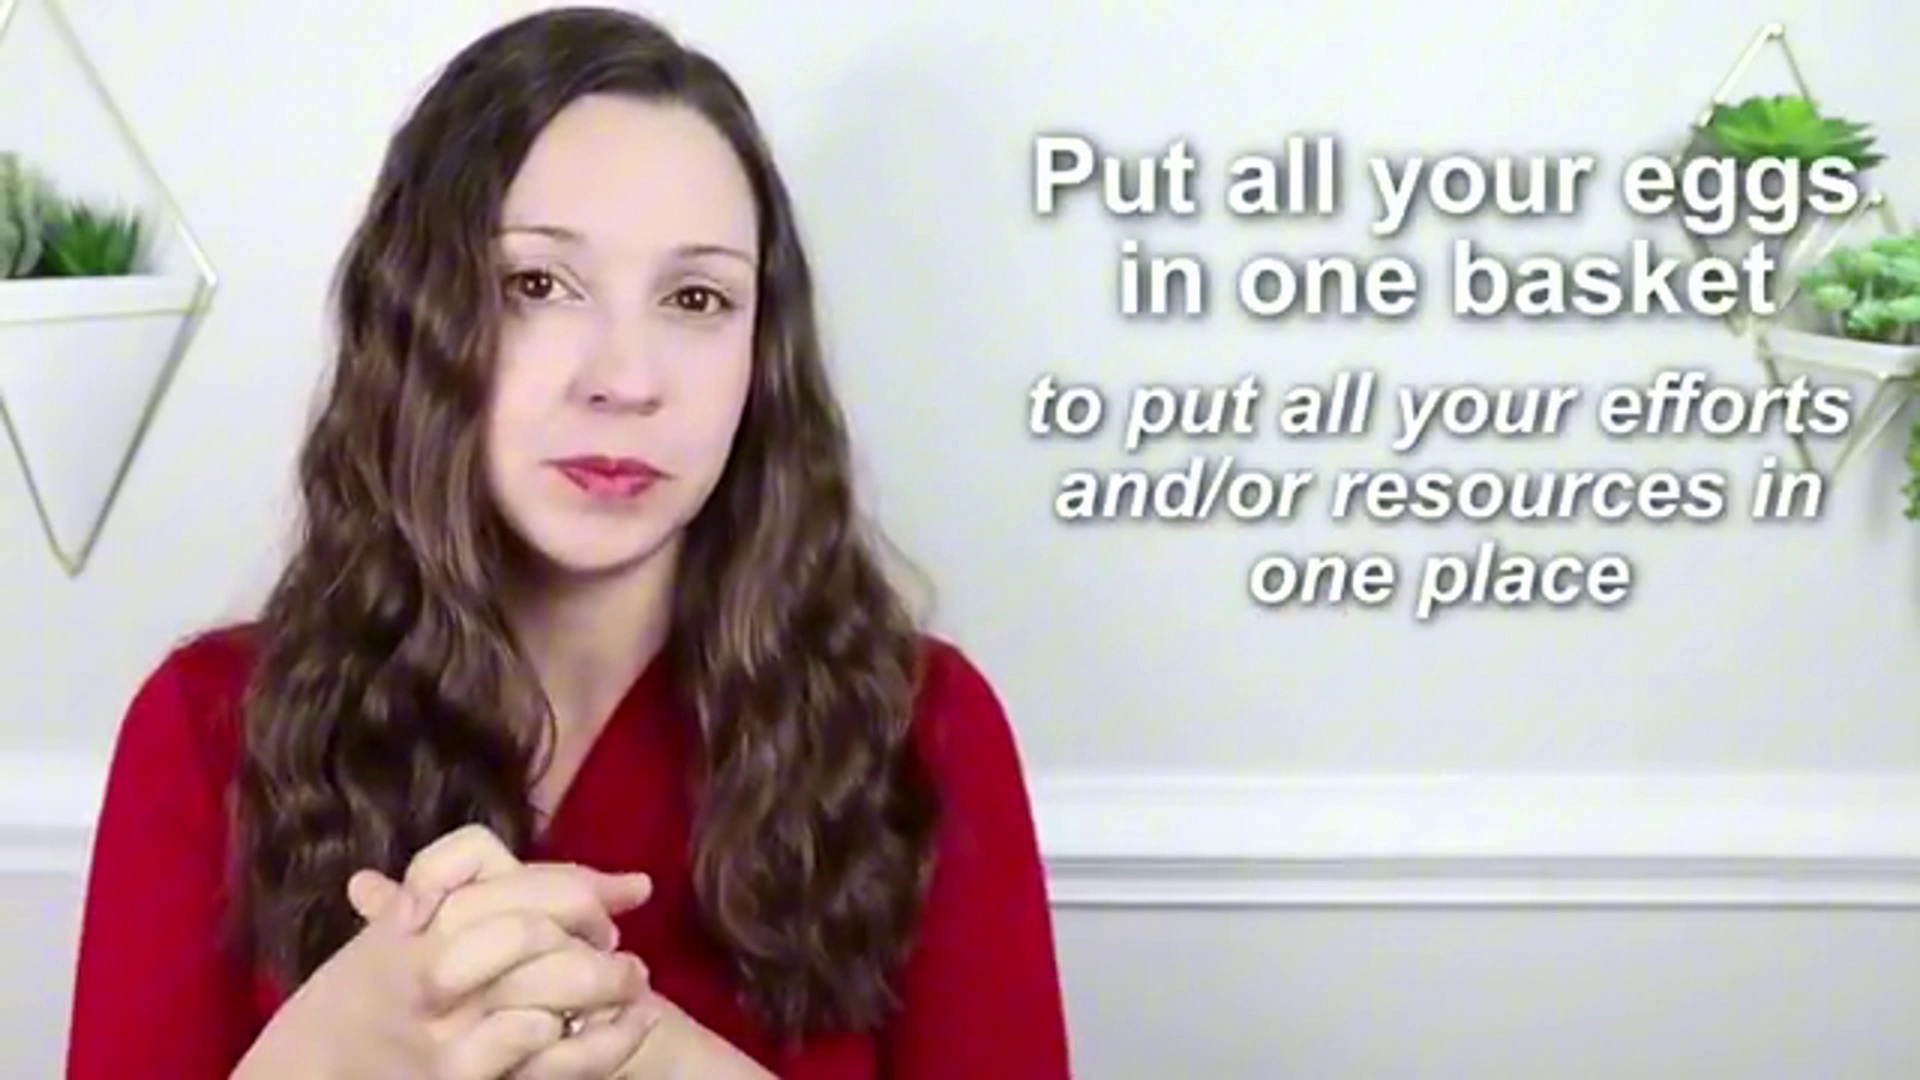 Put all your eggs
in one basket
to put all your efforts
and/or resources in
one place